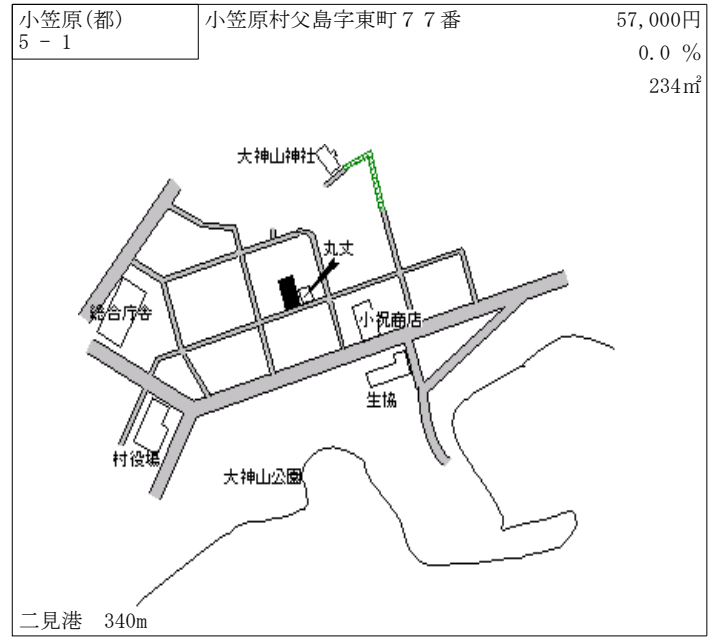 小笠原(都)
5 - 1
小笠原村父島字東町７７番
57,000円
0.0 %
234㎡
大神山神社
丸丈
総合庁舎
小祝商店
生協
村役場
大神山公園
二見港 340m